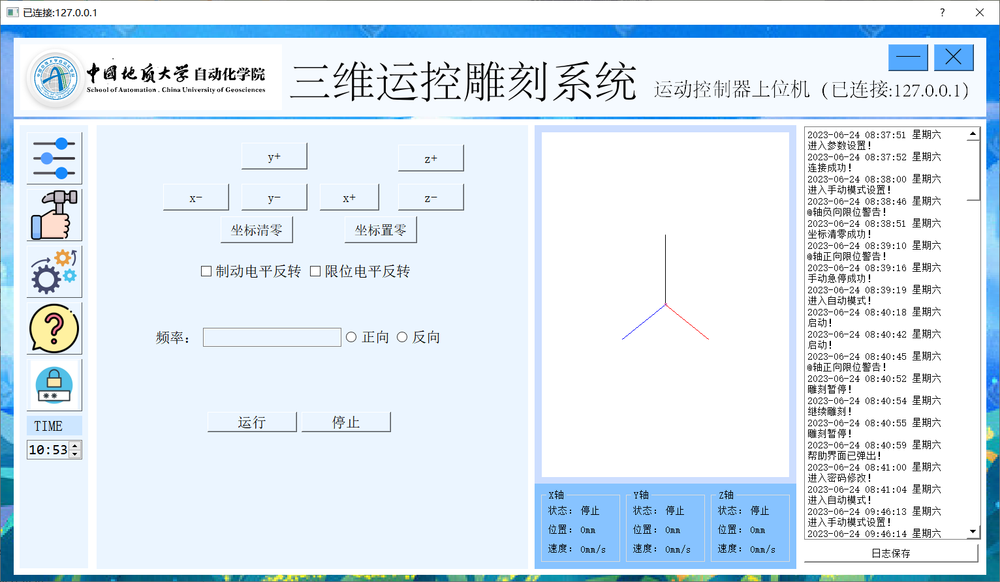 已连接:127.0.0.1
中国地质大学 自动化学院
School of Automation . China University of Geosciences
三维运控雕刻系统
运动控制器上位机（已连接:127.0.0.1）
TIME
10:53
y+
z+
x-
y-
x+
z-
坐标清零
坐标置零
制动电平反转
限位电平反转
频率：
正向
反向
运行
停止
X轴
状态： 停止
位置： 0mm
速度： 0mm/s
Y轴
状态： 停止
位置： 0mm
速度： 0mm/s
Z轴
状态： 停止
位置： 0mm
速度： 0mm/s
2023-06-24 08:37:51 星期六
进入参数设置!
2023-06-24 08:37:52 星期六
连接成功!
2023-06-24 08:38:00 星期六
进入手动模式设置!
2023-06-24 08:38:46 星期六
@轴负向限位警告!
2023-06-24 08:38:51 星期六
坐标清零成功!
2023-06-24 08:39:10 星期六
@轴正向限位警告!
2023-06-24 08:39:16 星期六
手动急停成功!
2023-06-24 08:39:19 星期六
进入自动模式!
2023-06-24 08:40:18 星期六
启动!
2023-06-24 08:40:42 星期六
启动!
2023-06-24 08:40:45 星期六
@轴正向限位警告!
2023-06-24 08:40:52 星期六
雕刻暂停!
2023-06-24 08:40:54 星期六
继续雕刻!
2023-06-24 08:40:55 星期六
雕刻暂停!
2023-06-24 08:40:59 星期六
帮助界面已弹出!
2023-06-24 08:41:00 星期六
进入密码修改!
2023-06-24 08:41:04 星期六
进入自动模式!
2023-06-24 09:46:13 星期六
进入手动模式设置!
2023-06-24 09:46:14 星期六
日志保存